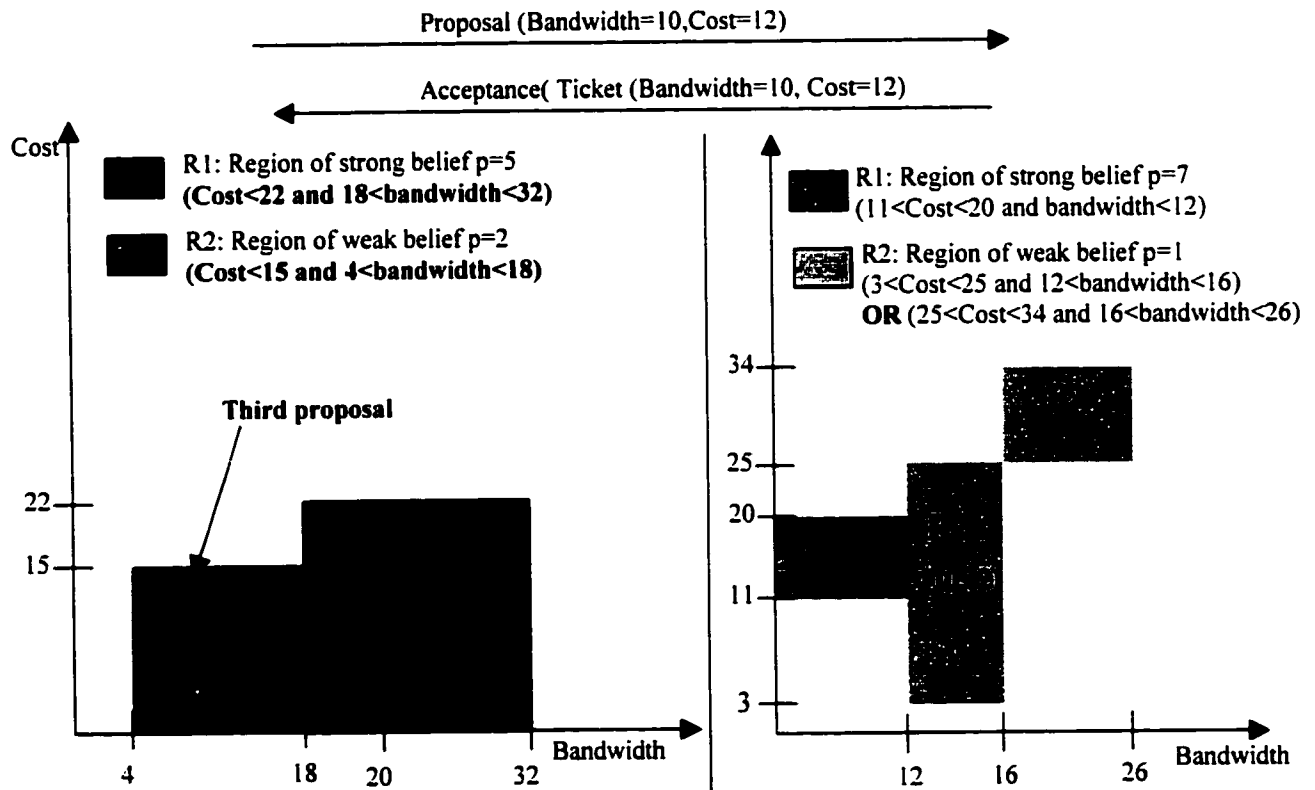 Proposal (Bandwidth=10,Cost=12)
Acceptance( Ticket (Bandwidth=10, Cost=12)
Cost
R1: Region of strong belief p=5
(Cost<22 and 18<bandwidth<32)
R2: Region of weak belief p=2
(Cost<15 and 4<bandwidth<18)
Third proposal
22
15
4
18
20
32
Bandwidth
R1: Region of strong belief p=7
(11<Cost<20 and bandwidth<12)
R2: Region of weak belief p=1
(3<Cost<25 and 12<bandwidth<16)
OR (25<Cost<34 and 16<bandwidth<26)
34
25
20
11
3
12
16
26
Bandwidth